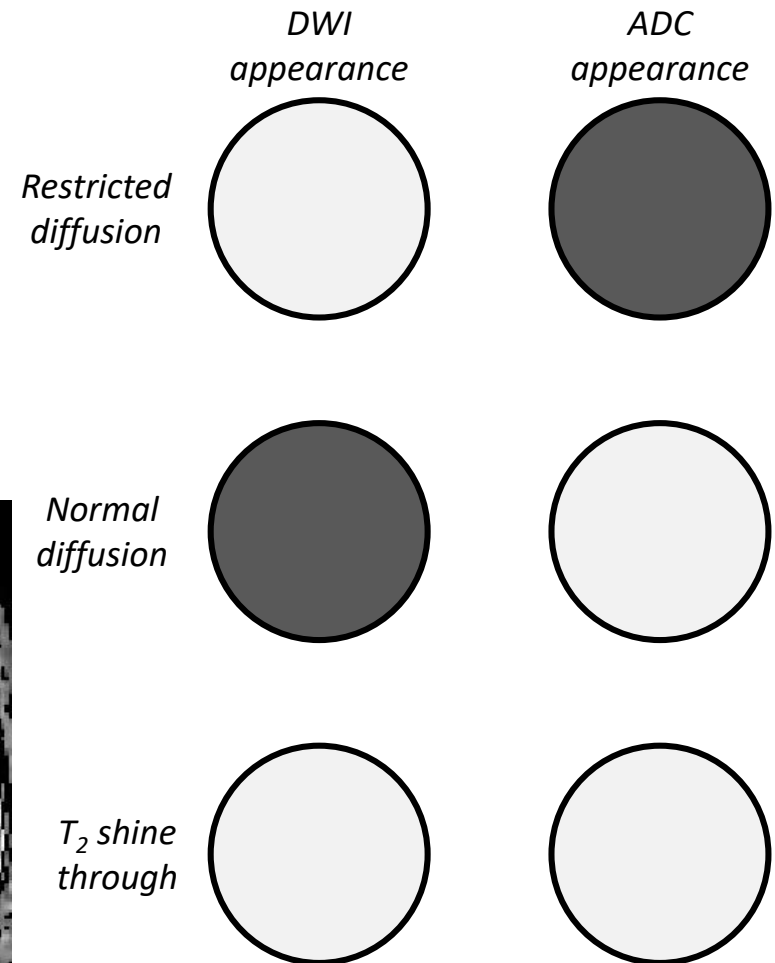 DWI
appearance
ADC
appearance
Restricted
diffusion
Normal
diffusion
T₂ shine
through